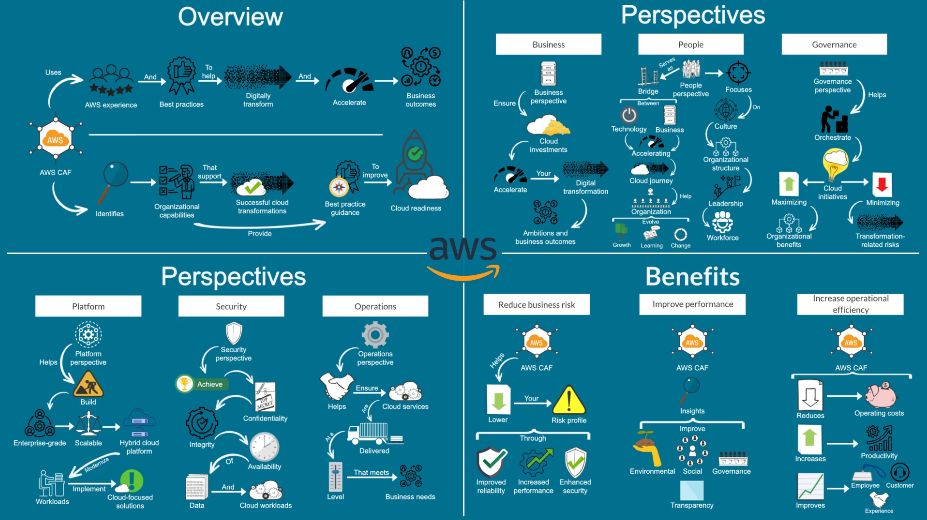 Overview
Uses
AWS experience
And
Best practices
To
help
Digitally
transform
And
Accelerate
Business
outcomes
AWS
AWS CAF
Identifies
Organizational
capabilities
That
support
Successful cloud
transformations
Provide
Best practice
guidance
To
improve
Cloud readiness
Perspectives
Business
Business
perspective
Ensure
Cloud
investments
Accelerate
Your
Digital
transformation
Ambitions and
business outcomes
People
Bridge
Serves
as
People
perspective
Focuses
Between
Technology
Business
Accelerating
Cloud journey
Help
Organization
Evolve
Growth
Learning
Change
On
Culture
Organizational
structure
Leadership
Workforce
Governance
Governance
perspective
Helps
Orchestrate
Cloud
initiatives
Maximizing
Minimizing
Organizational
benefits
Transformation-
related risks
aws
Perspectives
Platform
Platform
perspective
Helps
Build
Enterprise-grade
Scalable
Hybrid cloud
platform
Modernize
Workloads
Implement
Cloud-focused
solutions
Security
Security
perspective
Achieve
Confidentiality
SECRET
Integrity
Availability
Of
Data
And
Cloud workloads
Operations
Operations
perspective
Helps
Ensure
Cloud services
Delivered
At a
Level
That meets
Business needs
Benefits
Reduce business risk
AWS
AWS CAF
Helps
Lower
Your
Risk profile
Through
Improved
reliability
Increased
performance
Enhanced
security
Improve performance
AWS
AWS CAF
Insights
Improve
Environmental
Social
Governance
Transparency
Increase operational
efficiency
AWS
AWS CAF
Reduces
Operating costs
Increases
Productivity
Improves
Employee
Customer
Experience